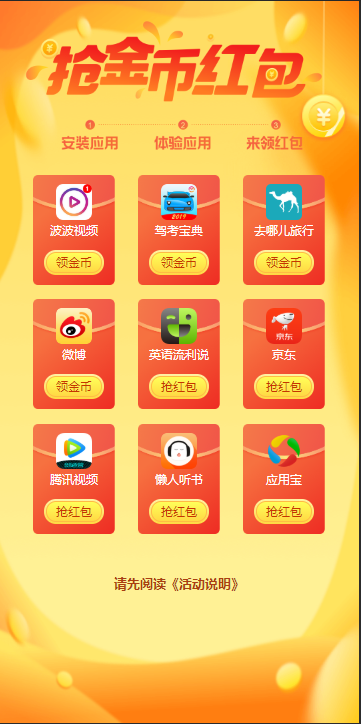 抢金币红包
1 2 3
安装应用 体验应用 来领红包
1
2019
京东
波波视频 驾考宝典 去哪儿旅行
领金币 领金币 领金币
微博 英语流利说 京东
领金币 抢红包 抢红包
腾讯视频 懒人听书 应用宝
抢红包 抢红包 抢红包
请先阅读《活动说明》